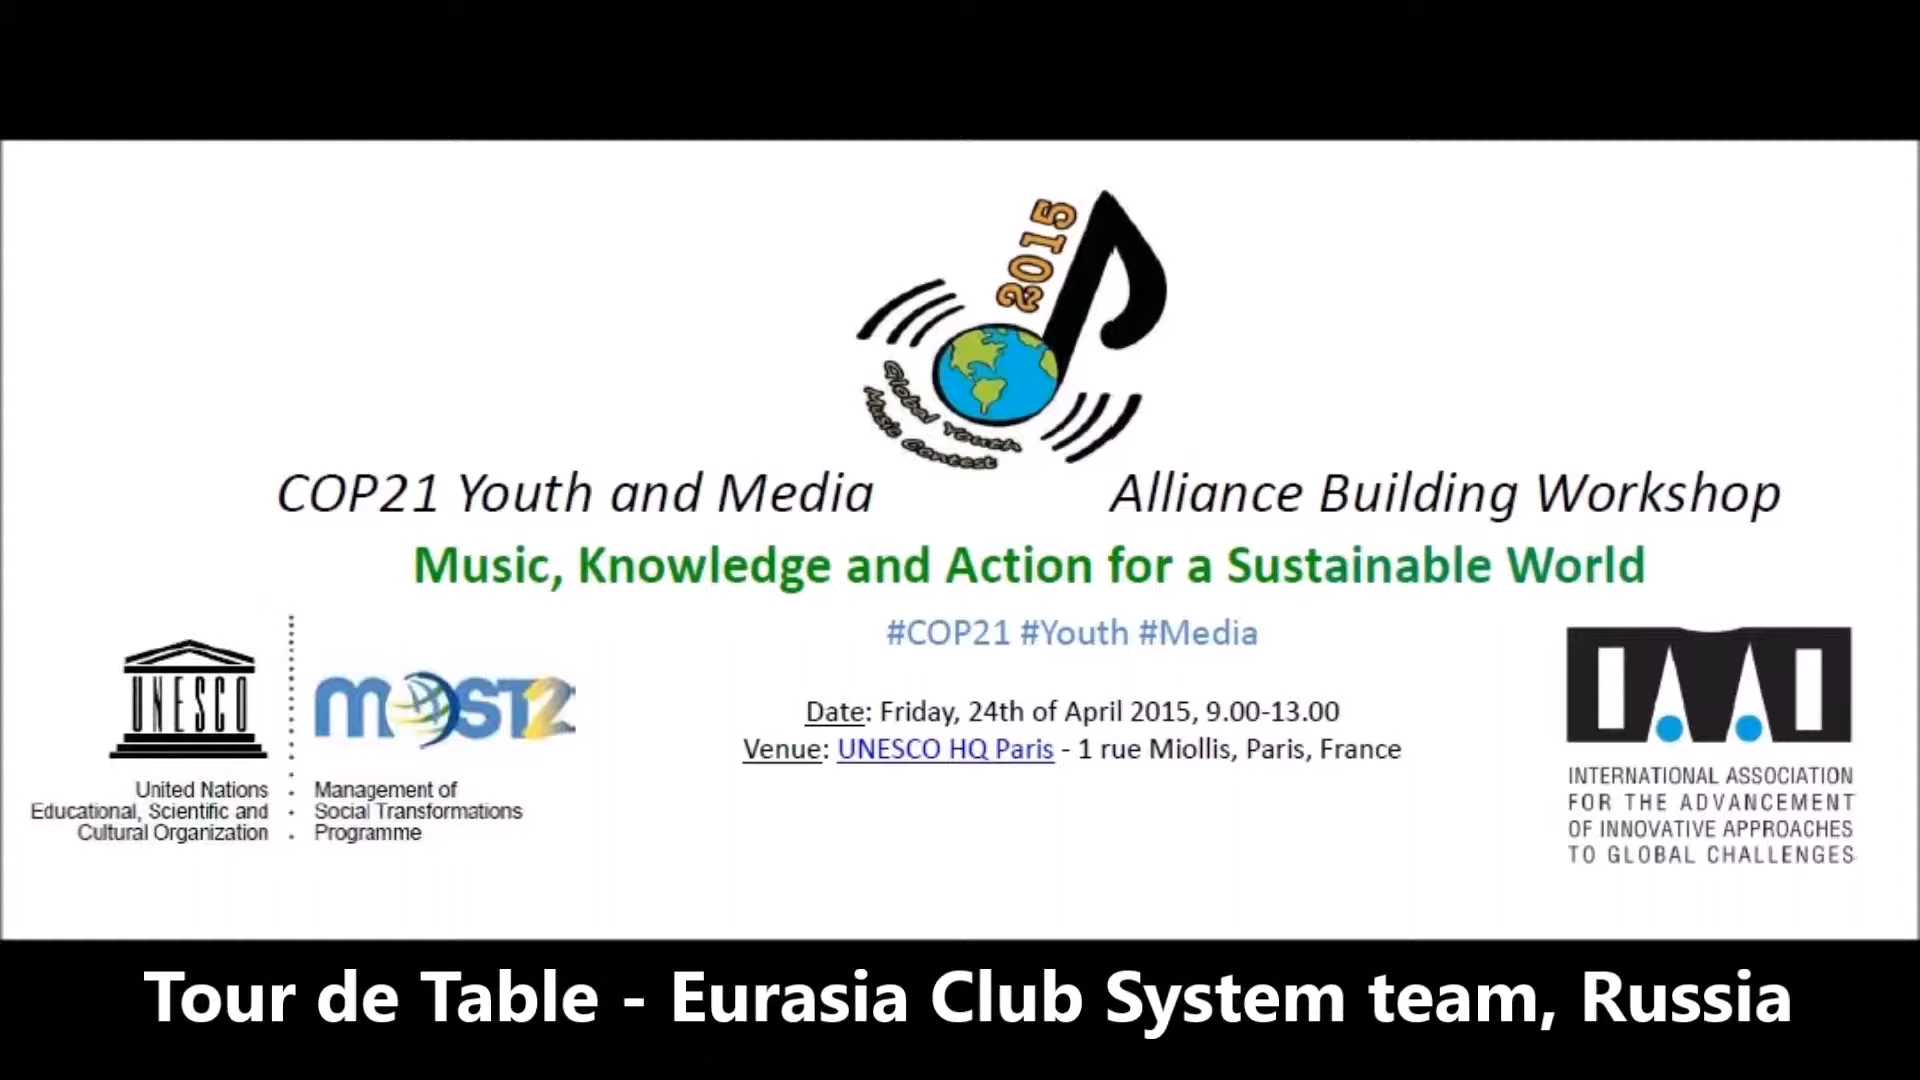 2015
Global Youth
Music Contest
COP21 Youth and Media
Alliance Building Workshop
Music, Knowledge and Action for a Sustainable World
#COP21 #Youth #Media
Date: Friday, 24th of April 2015, 9.00-13.00
Venue: UNESCO HQ Paris - 1 rue Miollis, Paris, France
UNESCO
United Nations
Educational, Scientific and
Cultural Organization
MOST2
Management of
Social Transformations
Programme
IAAI
INTERNATIONAL ASSOCIATION
FOR THE ADVANCEMENT
OF INNOVATIVE APPROACHES
TO GLOBAL CHALLENGES
Tour de Table - Eurasia Club System team, Russia